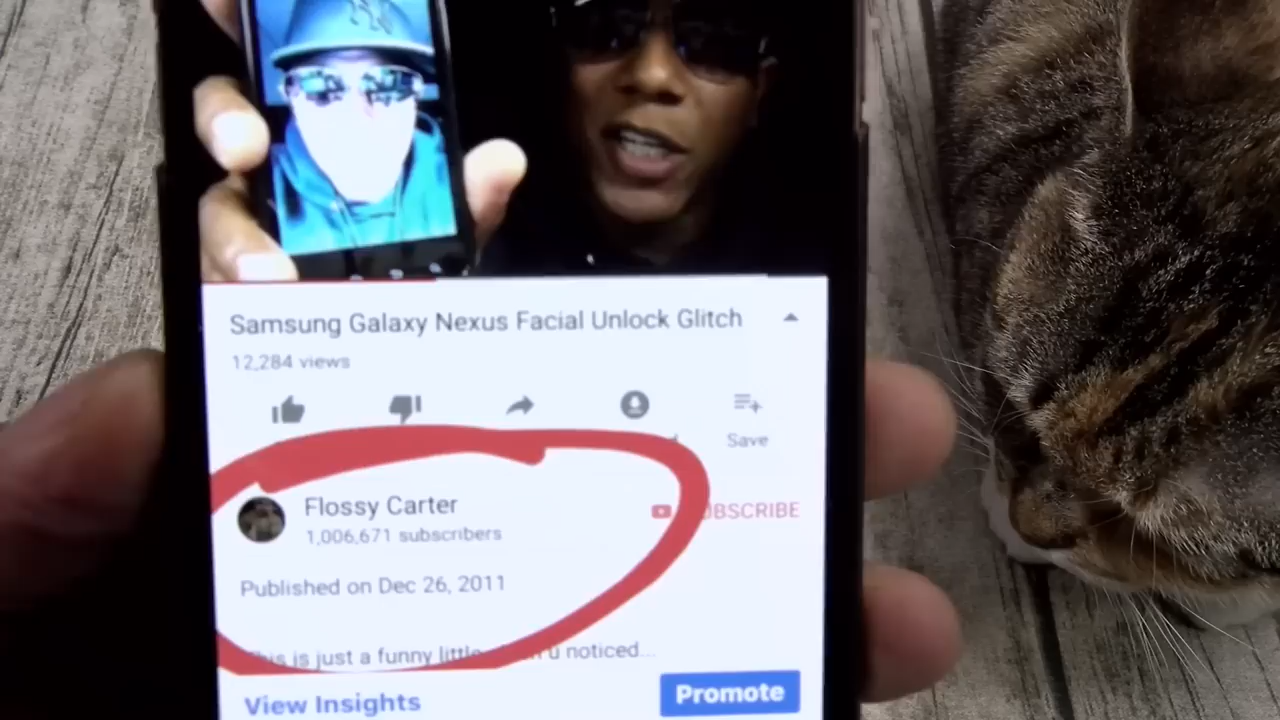 Samsung Galaxy Nexus Facial Unlock Glitch
12,284 views
Save
Flossy Carter
1,006,671 subscribers
Published on Dec 26, 2011
is just a funny little u noticed...
View Insights
Promote